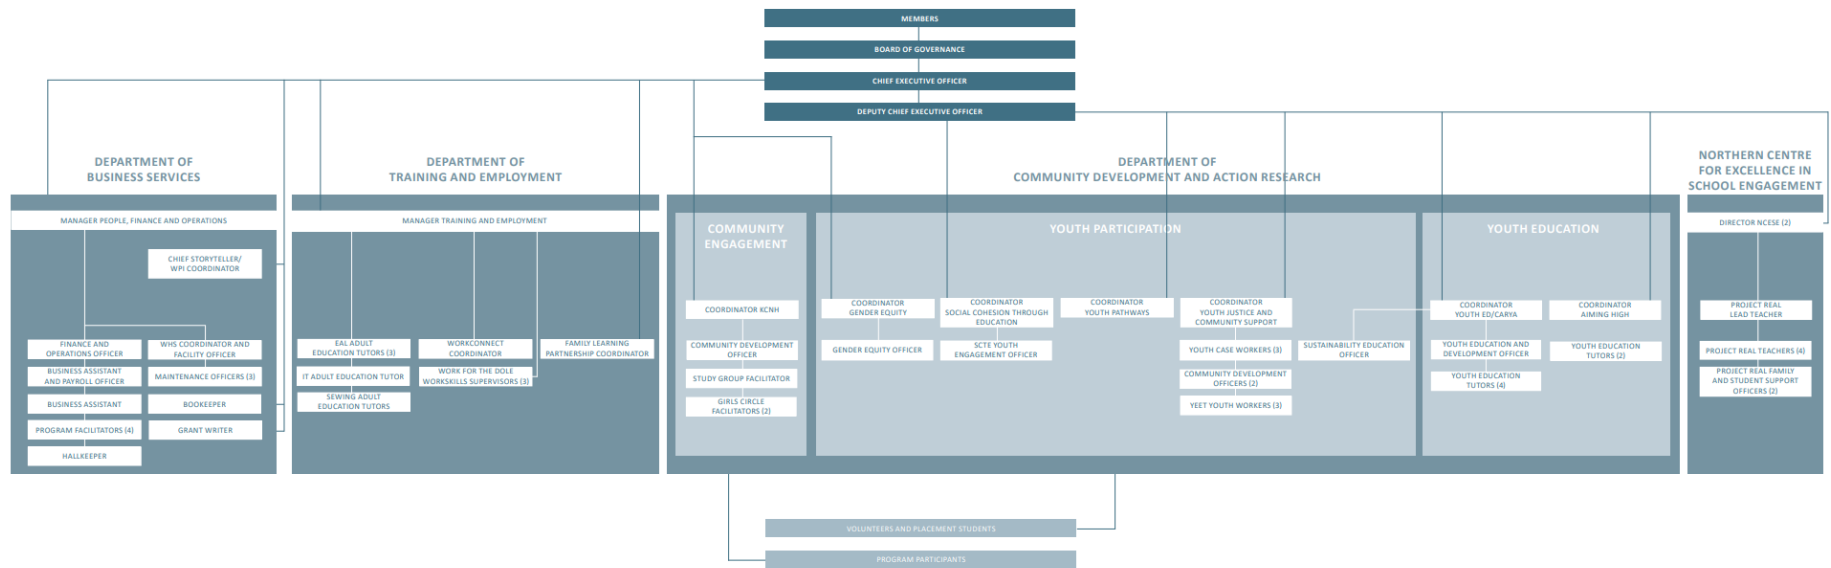 MEMBERS
BOARD OF GOVERNANCE
CHIEF EXECUTIVE OFFICER
DEPUTY CHIEF EXECUTIVE OFFICER
DEPARTMENT OF
BUSINESS SERVICES
MANAGER PEOPLE, FINANCE AND OPERATIONS
CHIEF STORYTELLER/
WPI COORDINATOR
FINANCE AND
OPERATIONS OFFICER
BUSINESS ASSISTANT
AND PAYROLL OFFICER
BUSINESS ASSISTANT
PROGRAM FACILITATORS (4)
HALLKEEPER
WHS COORDINATOR AND
FACILITY OFFICER
MAINTENANCE OFFICERS (3)
BOOKEEPER
GRANT WRITER
DEPARTMENT OF
TRAINING AND EMPLOYMENT
MANAGER TRAINING AND EMPLOYMENT
EAL ADULT
EDUCATION TUTORS (3)
IT ADULT EDUCATION TUTOR
SEWING ADULT
EDUCATION TUTORS
WORKCONNECT
COORDINATOR
WORK FOR THE DOLE
WORKSKILLS SUPERVISORS (3)
FAMILY LEARNING
PARTNERSHIP COORDINATOR
DEPARTMENT OF
COMMUNITY DEVELOPMENT AND ACTION RESEARCH
COMMUNITY
ENGAGEMENT
COORDINATOR KCNH
COMMUNITY DEVELOPMENT
OFFICER
STUDY GROUP FACILITATOR
GIRLS CIRCLE
FACILITATORS (2)
YOUTH PARTICIPATION
COORDINATOR
GENDER EQUITY
GENDER EQUITY OFFICER
COORDINATOR
SOCIAL COHESION THROUGH
EDUCATION
SCTE YOUTH
ENGAGEMENT OFFICER
COORDINATOR
YOUTH PATHWAYS
COORDINATOR
YOUTH JUSTICE AND
COMMUNITY SUPPORT
YOUTH CASE WORKERS (3)
COMMUNITY DEVELOPMENT
OFFICERS (2)
YEET YOUTH WORKERS (3)
SUSTAINABILITY EDUCATION
OFFICER
YOUTH EDUCATION
COORDINATOR
YOUTH ED/CARYA
YOUTH EDUCATION AND
DEVELOPMENT OFFICER
YOUTH EDUCATION
TUTORS (4)
COORDINATOR
AIMING HIGH
YOUTH EDUCATION
TUTORS (2)
NORTHERN CENTRE
FOR EXCELLENCE IN
SCHOOL ENGAGEMENT
DIRECTOR NCESE (2)
PROJECT REAL
LEAD TEACHER
PROJECT REAL TEACHERS (4)
PROJECT REAL FAMILY
AND STUDENT SUPPORT
OFFICERS (2)
VOLUNTEERS AND PLACEMENT STUDENTS
PROGRAM PARTICIPANTS